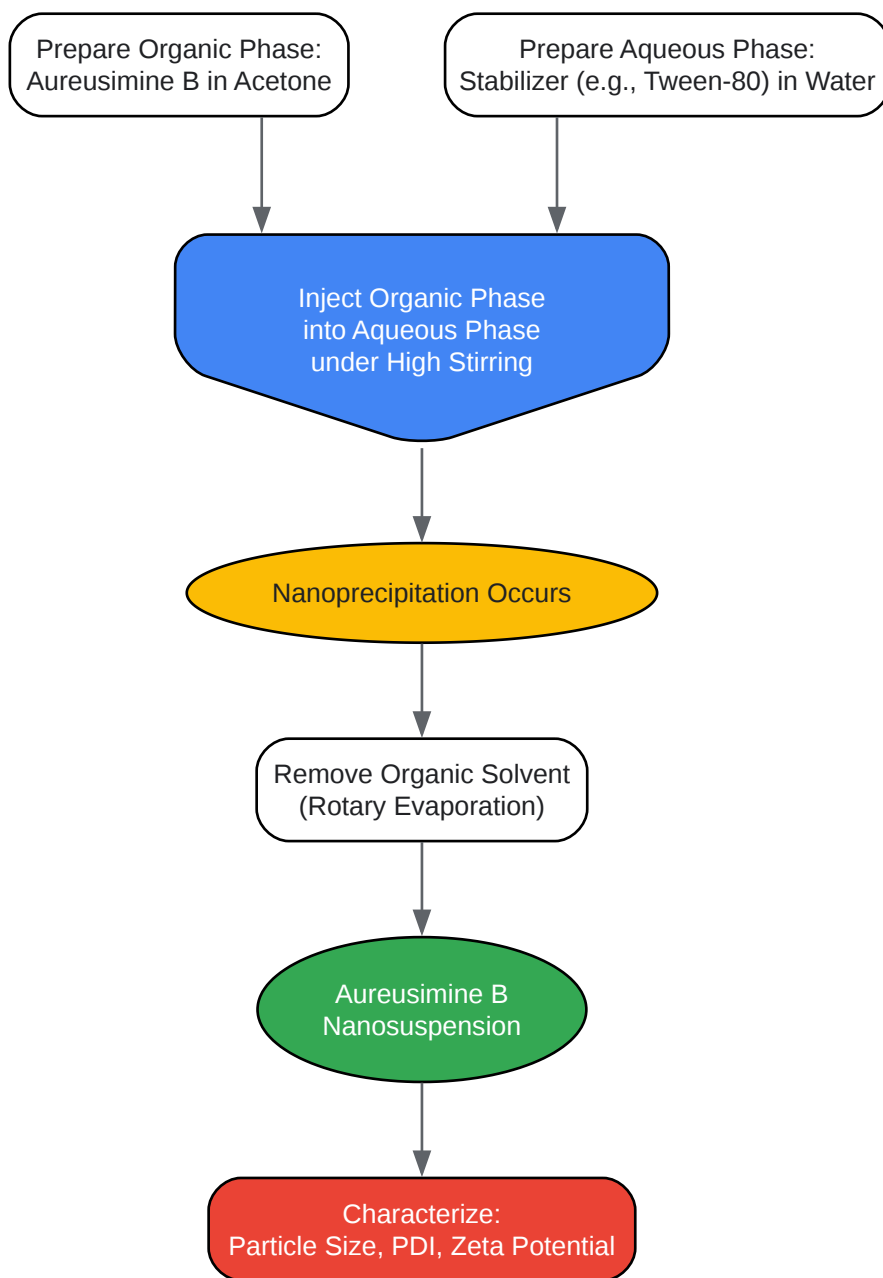 Prepare Organic Phase:
Aureusimine B in Acetone
Prepare Aqueous Phase:
Stabilizer (e.g., Tween-80) in Water
Inject Organic Phase
into Aqueous Phase
under High Stirring
Nanoprecipitation Occurs
Remove Organic Solvent
(Rotary Evaporation)
Aureusimine B
Nanosuspension
Characterize:
Particle Size, PDI, Zeta Potential